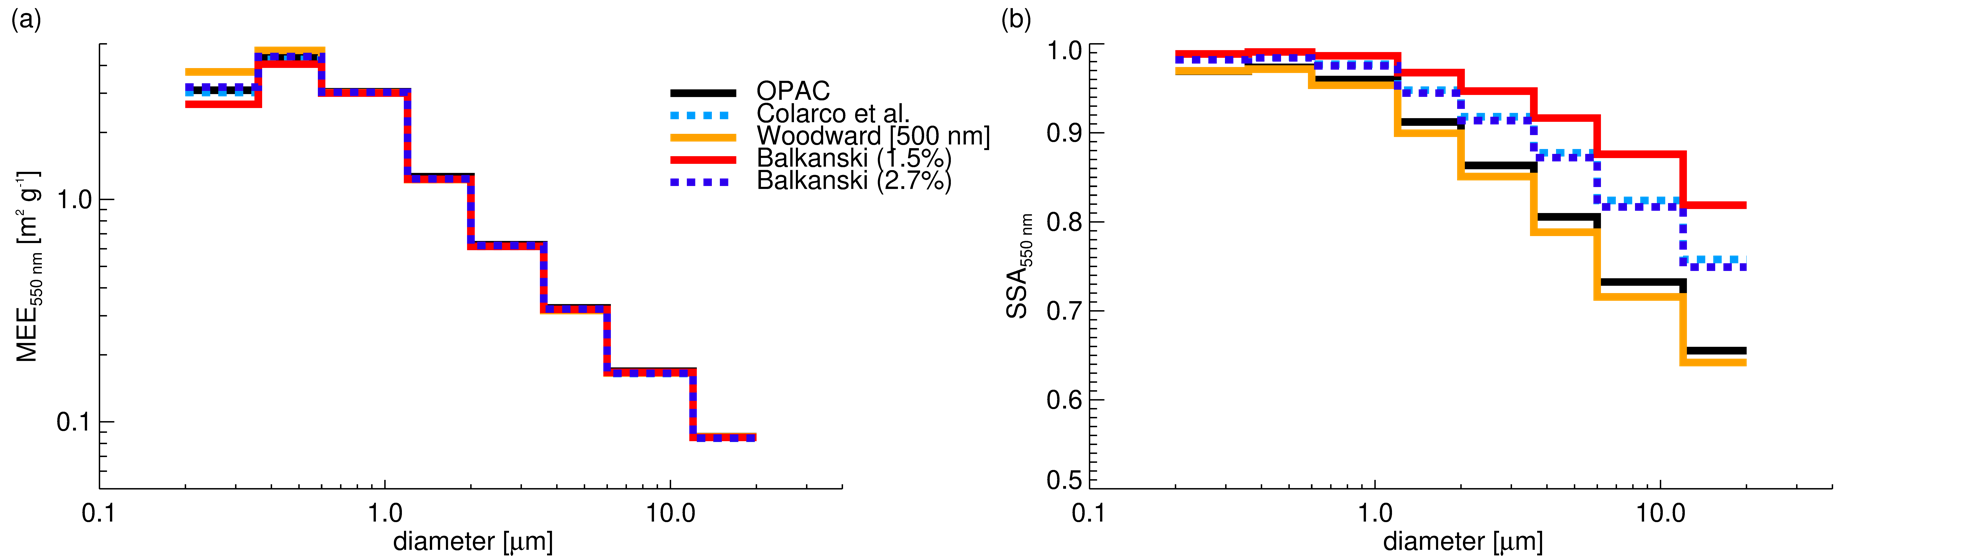 (a)
MEE550 nm [m2 g-1]
1.0
0.1
0.1
1.0
10.0
diameter [μm]
OPAC
Colarco et al.
Woodward [500 nm]
Balkanski (1.5%)
Balkanski (2.7%)
(b)
SSA550 nm
1.0
0.9
0.8
0.7
0.6
0.5
0.1
1.0
10.0
diameter [μm]